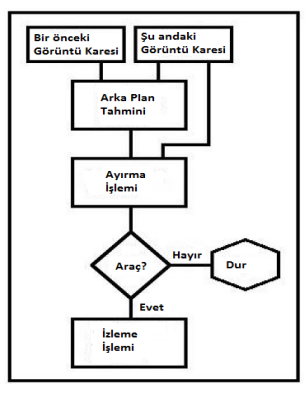 Bir önceki
Görüntü Karesi
Şu andaki
Görüntü Karesi
Arka Plan
Tahmini
Ayırma
İşlemi
Araç?
Hayır
Dur
Evet
İzleme
İşlemi